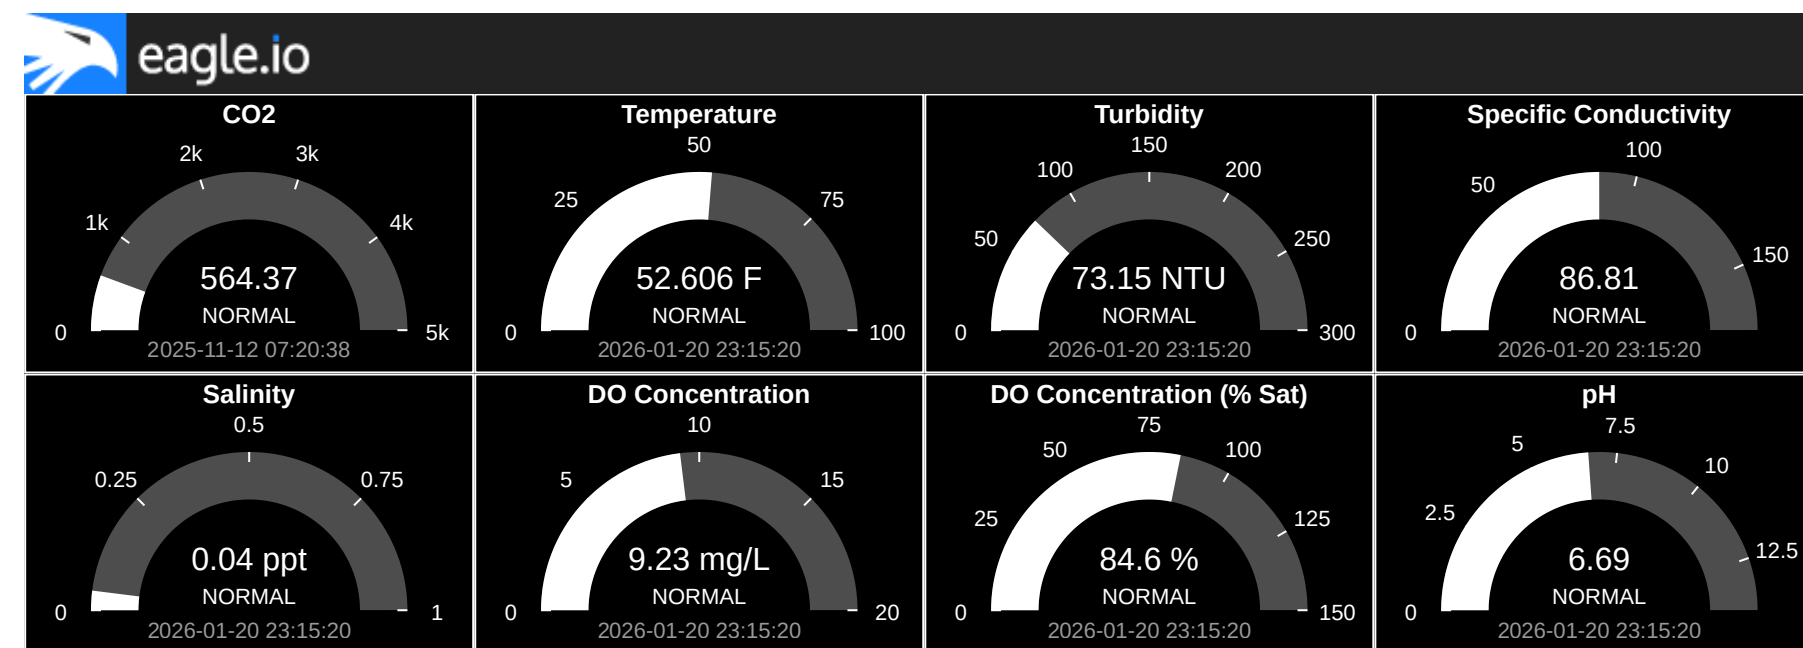 eagle.io
CO2
2k 3k
1k 4k
564.37
NORMAL
0 5k
2025-11-12 07:20:38
Temperature
50
25 75
52.606 F
NORMAL
0 100
2026-01-20 23:15:20
Turbidity
150
100 200
50 250
73.15 NTU
NORMAL
0 300
2026-01-20 23:15:20
Specific Conductivity
100
50
150
86.81
NORMAL
0
2026-01-20 23:15:20
Salinity
0.5
0.25 0.75
0.04 ppt
NORMAL
0 1
2026-01-20 23:15:20
DO Concentration
10
5 15
9.23 mg/L
NORMAL
0 20
2026-01-20 23:15:20
DO Concentration (% Sat)
75
50 100
25 125
84.6 %
NORMAL
0 150
2026-01-20 23:15:20
pH
7.5
5 10
2.5
12.5
6.69
NORMAL
0
2026-01-20 23:15:20